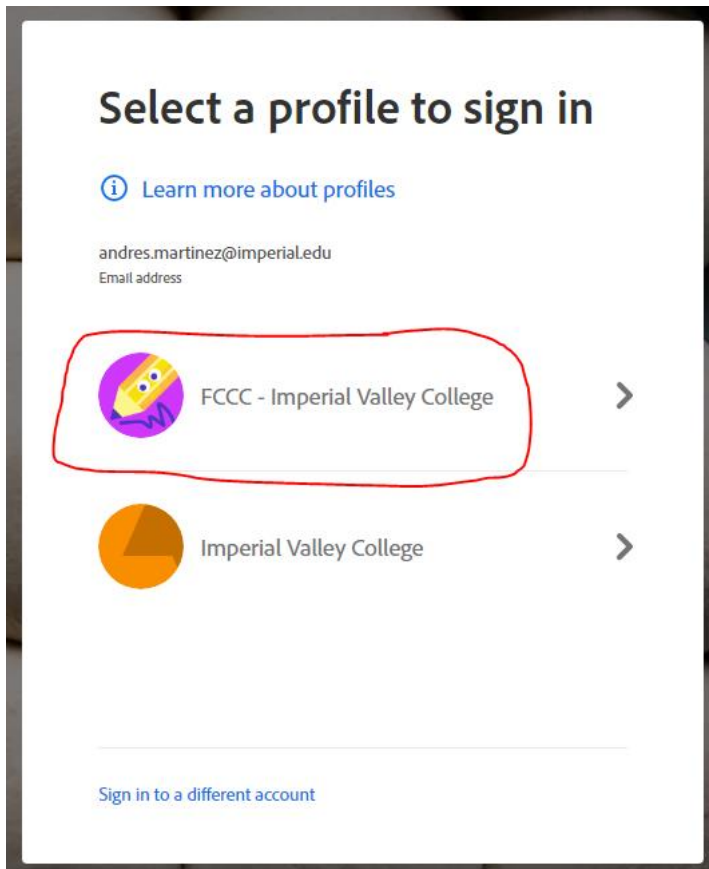 Select a profile to sign in
Learn more about profiles
andres.martinez@imperial.edu
Email address
FCCC - Imperial Valley College
Imperial Valley College
Sign in to a different account